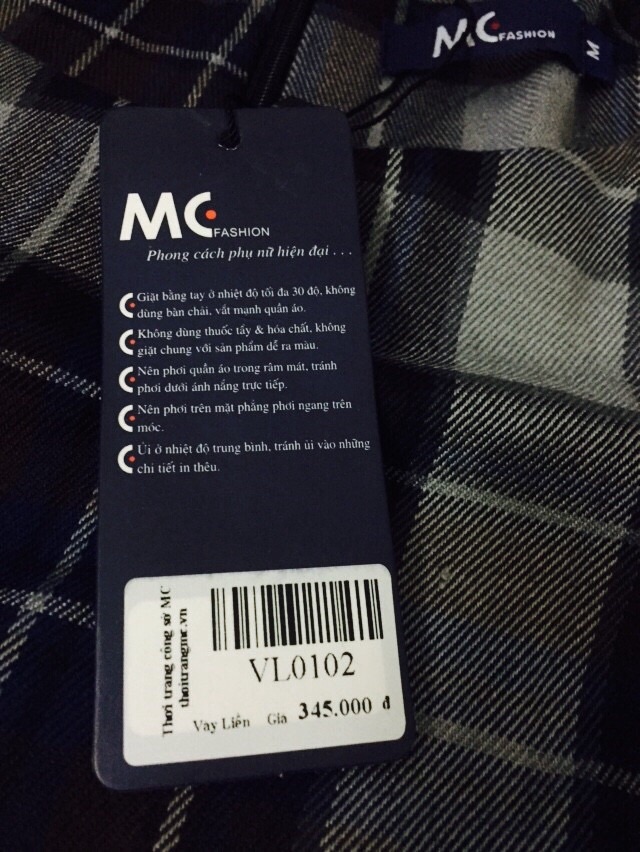 MC FASHION
M
MC FASHION
Phong cách phụ nữ hiện đại . . .
Giặt bằng tay ở nhiệt độ tối đa 30 độ, không
dùng bàn chải, vắt mạnh quần áo.
Không dùng thuốc tẩy & hóa chất, không
giặt chung với sản phẩm dễ ra màu.
Nên phơi quần áo trong râm mát, tránh
phơi dưới ánh nắng trực tiếp.
Nên phơi trên mặt phẳng phơi ngang trên
móc.
Ủi ở nhiệt độ trung bình, tránh ủi vào những
chi tiết in thêu.
Thơi trang công sở MC
thoitrangmc.vn
VL0102
Vay Liền Gia 345.000 đ